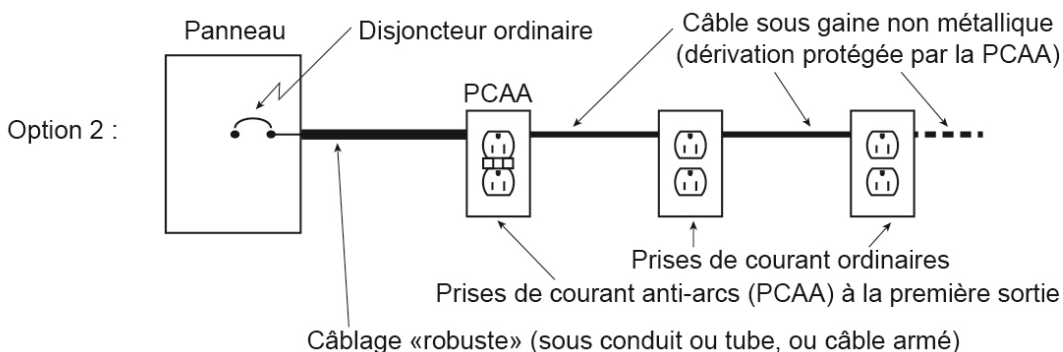 Panneau
Disjoncteur ordinaire
Câble sous gaine non métallique
(dérivation protégée par la PCAA)
PCAA
Option 2 :
Prises de courant ordinaires
Prises de courant anti-arcs (PCAA) à la première sortie
Câblage «robuste» (sous conduit ou tube, ou câble armé)